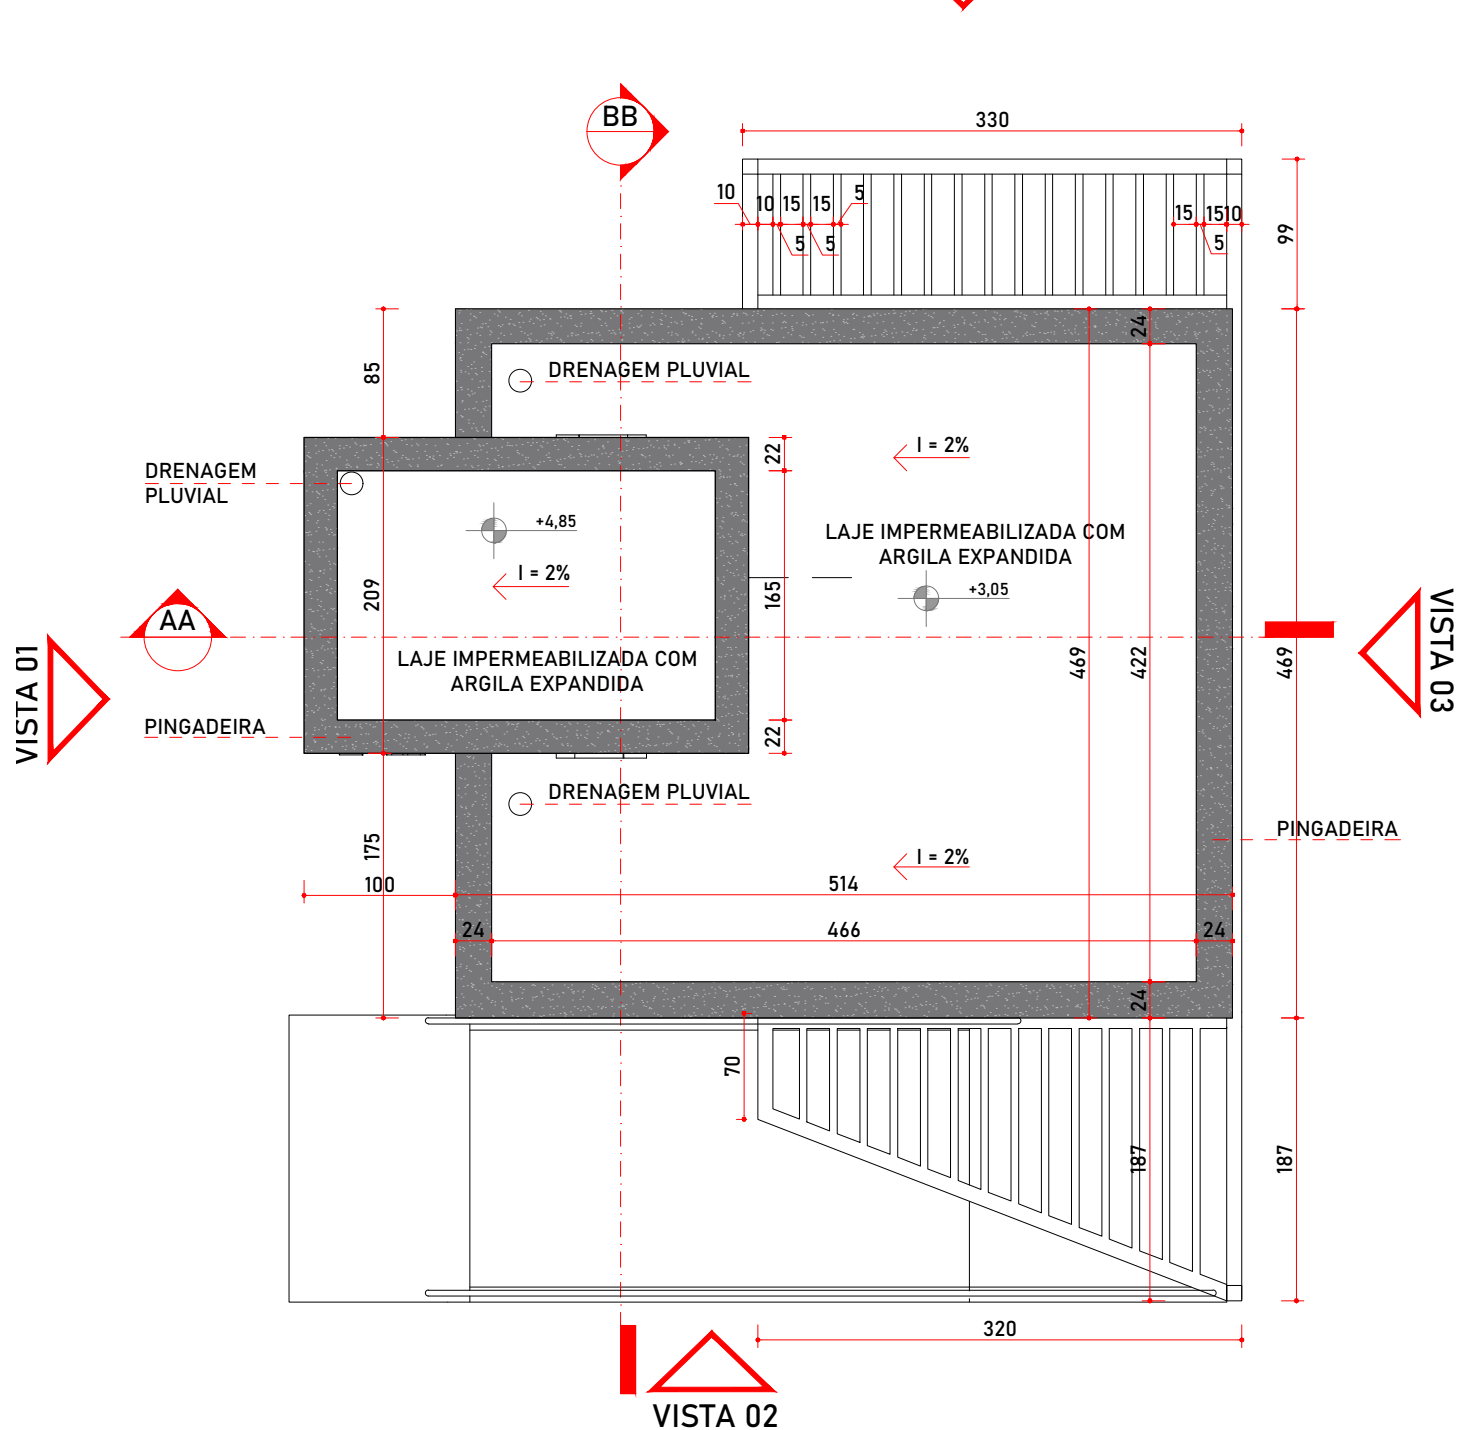 BB
330
10
10
15
15
5
15
15
10
5
5
5
99
24
85
DRENAGEM PLUVIAL
I = 2%
22
DRENAGEM
PLUVIAL
+4,85
LAJE IMPERMEABILIZADA COM
ARGILA EXPANDIDA
I = 2%
+3,05
209
165
AA
VISTA 01
VISTA 03
LAJE IMPERMEABILIZADA COM
ARGILA EXPANDIDA
469
422
469
PINGADEIRA
22
DRENAGEM PLUVIAL
PINGADEIRA
175
I = 2%
100
514
24
466
24
24
70
187
187
320
VISTA 02